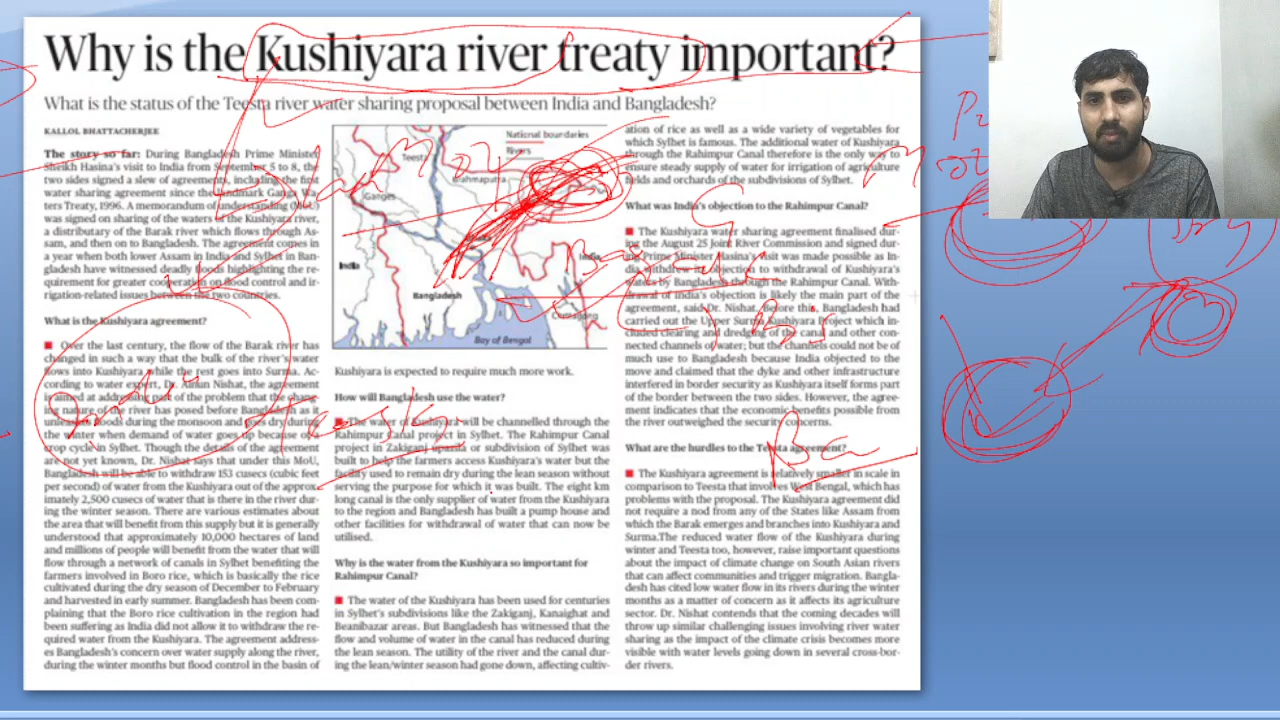 Why is the Kushiyara river treaty important?
What is the status of the Teesta river water sharing proposal between India and Bangladesh?
KALLOL BHATTACHERJEE
The story so far: During Bangladesh Prime Minister
Sheikh Hasina's visit to India from September 5 to 8, the
two sides signed a slew of agreements, including the first
water sharing agreement since the landmark Ganga Wa-
ters Treaty, 1996. A memorandum of understanding (MoU)
was signed on sharing of the waters of the Kushiyara river,
a distributary of the Barak river which flows through As-
sam, and then on to Bangladesh. The agreement comes in
a year when both lower Assam in India and Sylhet in Ban-
gladesh have witnessed deadly floods highlighting the re-
quirement for greater cooperation on flood control and ir-
rigation-related issues between the two countries.
What is the Kushiyara agreement?
Over the last century, the flow of the Barak river has
changed in such a way that the bulk of the river's water
flows into Kushiyara while the rest goes into Surma. Ac-
cording to water expert, Dr. Ainun Nishat, the agreement
is aimed at addressing part of the problem that the chang-
ing nature of the river has posed before Bangladesh as it
unleashes floods during the monsoon and goes dry during
the winter when demand of water goes up because of a
crop cycle in Sylhet. Though the details of the agreement
are not yet known, Dr. Nishat says that under this MoU,
Bangladesh will be able to withdraw 153 cusecs (cubic feet
per second) of water from the Kushiyara out of the approx-
imately 2,500 cusecs of water that is there in the river dur-
ing the winter season. There are various estimates about
the area that will benefit from this supply but it is generally
understood that approximately 10,000 hectares of land
and millions of people will benefit from the water that will
flow through a network of canals in Sylhet benefiting the
farmers involved in Boro rice, which is basically the rice
cultivated during the dry season of December to February
and harvested in early summer. Bangladesh has been com-
plaining that the Boro rice cultivation in the region had
been suffering as India did not allow it to withdraw the re-
quired water from the Kushiyara. The agreement address-
es Bangladesh's concern over water supply along the river,
during the winter months but flood control in the basin of
National boundaries
Rivers
Teesta
Brahmaputra
Ganges
India
India
Bangladesh
Chittagong
Bay of Bengal
Kushiyara is expected to require much more work.
How will Bangladesh use the water?
The water of Kushiyara will be channelled through the
Rahimpur Canal project in Sylhet. The Rahimpur Canal
project in Zakiganj upazila or subdivision of Sylhet was
built to help the farmers access Kushiyara's water but the
facility used to remain dry during the lean season without
serving the purpose for which it was built. The eight km
long canal is the only supplier of water from the Kushiyara
to the region and Bangladesh has built a pump house and
other facilities for withdrawal of water that can now be
utilised.
Why is the water from the Kushiyara so important for
Rahimpur Canal?
The water of the Kushiyara has been used for centuries
in Sylhet's subdivisions like the Zakiganj, Kanaighat and
Beanibazar areas. But Bangladesh has witnessed that the
flow and volume of water in the canal has reduced during
the lean season. The utility of the river and the canal dur-
ing the lean/winter season had gone down, affecting cultiv-
ation of rice as well as a wide variety of vegetables for
which Sylhet is famous. The additional water of Kushiyara
through the Rahimpur Canal therefore is the only way to
ensure steady supply of water for irrigation of agriculture
fields and orchards of the subdivisions of Sylhet.
What was India's objection to the Rahimpur Canal?
The Kushiyara water sharing agreement finalised dur-
ing the August 25 Joint River Commission and signed dur-
ing Prime Minister Hasina's visit was made possible as In-
dia withdrew its objection to withdrawal of Kushiyara's
waters by Bangladesh through the Rahimpur Canal. With-
drawal of India's objection is likely the main part of the
agreement, said Dr. Nishat. Before this, Bangladesh had
carried out the Upper Surma Kushiyara Project which in-
cluded clearing and dredging of the canal and other con-
nected channels of water; but the channels could not be of
much use to Bangladesh because India objected to the
move and claimed that the dyke and other infrastructure
interfered in border security as Kushiyara itself forms part
of the border between the two sides. However, the agree-
ment indicates that the economic benefits possible from
the river outweighed the security concerns.
What are the hurdles to the Teesta agreement?
The Kushiyara agreement is relatively smaller in scale in
comparison to Teesta that involves West Bengal, which has
problems with the proposal. The Kushiyara agreement did
not require a nod from any of the States like Assam from
which the Barak emerges and branches into Kushiyara and
Surma.The reduced water flow of the Kushiyara during
winter and Teesta too, however, raise important questions
about the impact of climate change on South Asian rivers
that can affect communities and trigger migration. Bangla-
desh has cited low water flow in its rivers during the winter
months as a matter of concern as it affects its agriculture
sector. Dr. Nishat contends that the coming decades will
throw up similar challenging issues involving river water
sharing as the impact of the climate crisis becomes more
visible with water levels going down in several cross-bor-
der rivers.